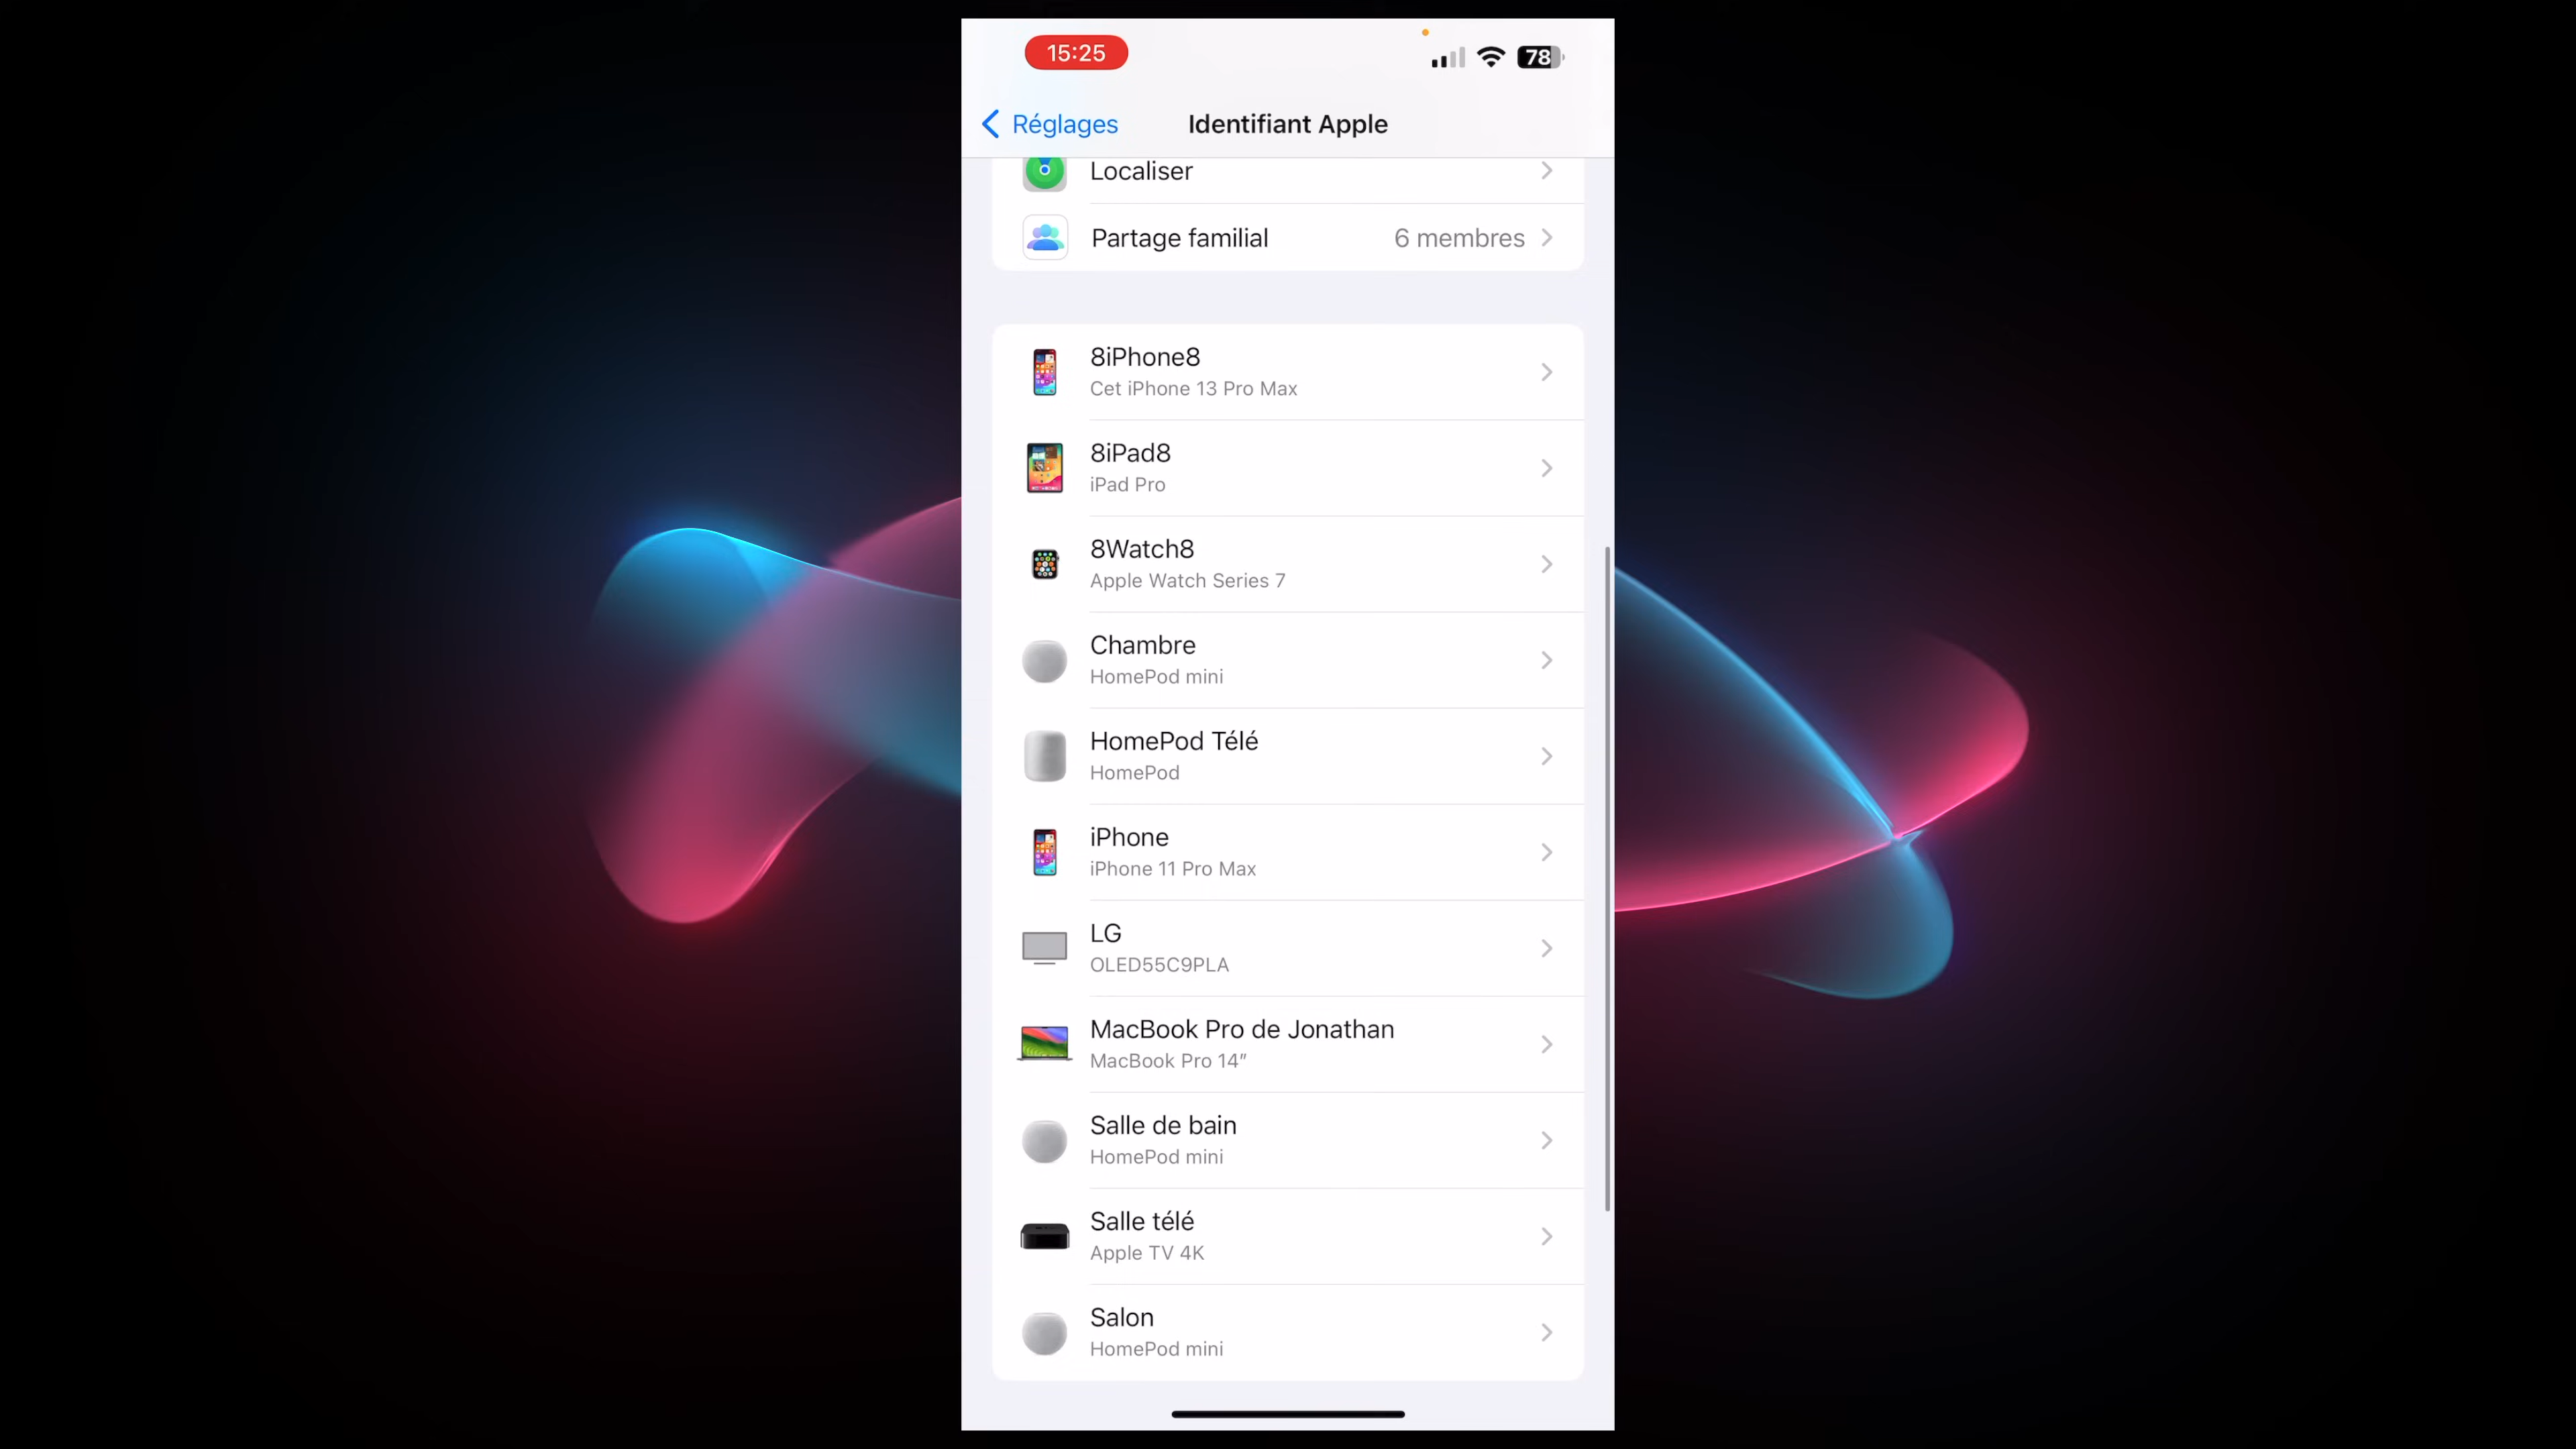 15:25
78
Réglages
Identifiant Apple
Localiser
Partage familial 6 membres
8iPhone8
Cet iPhone 13 Pro Max
8iPad8
iPad Pro
8Watch8
Apple Watch Series 7
Chambre
HomePod mini
HomePod Télé
HomePod
iPhone
iPhone 11 Pro Max
LG
OLED55C9PLA
MacBook Pro de Jonathan
MacBook Pro 14″
Salle de bain
HomePod mini
Salle télé
Apple TV 4K
Salon
HomePod mini